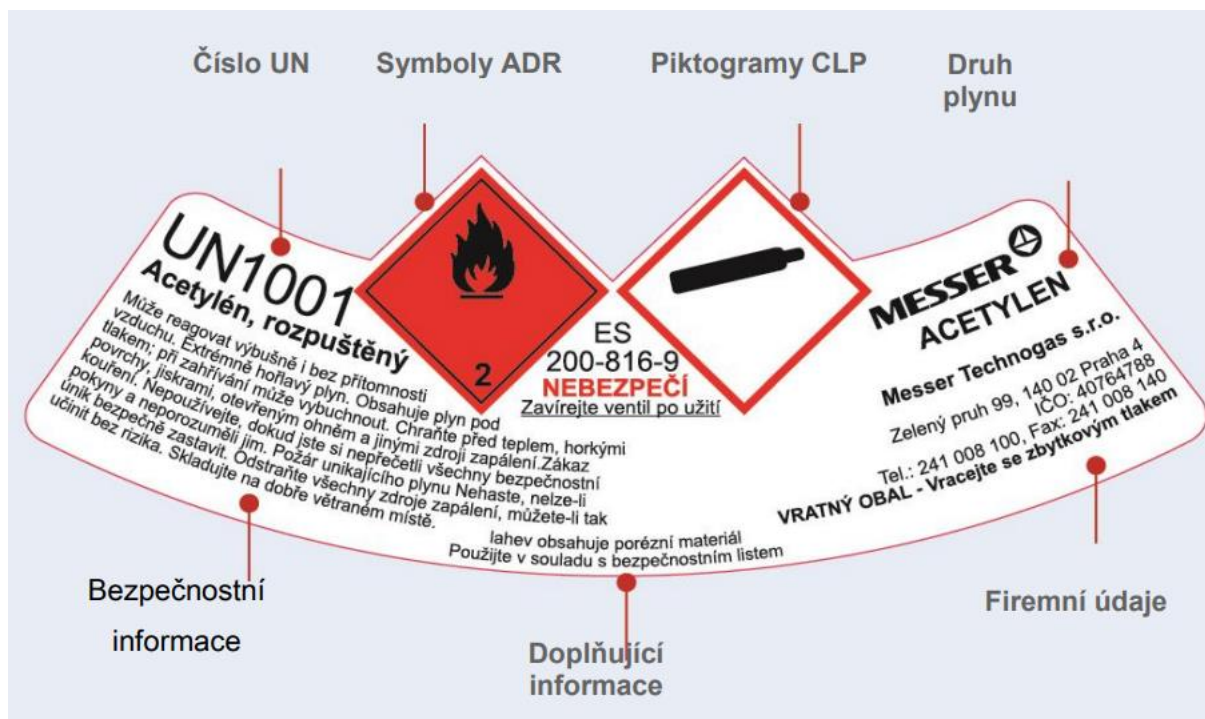 Číslo UN
Symboly ADR
Piktogramy CLP
Druh
plynu
UN1001
Acetylén, rozpuštěný
Může reagovat výbušně i bez přítomnosti
vzduchu. Extrémně hořlavý plyn. Obsahuje plyn pod
tlakem; při zahřívání může vybuchnout. Chraňte před teplem, horkými
povrchy, jiskrami, otevřeným ohněm a jinými zdroji zapálení.Zákaz
kouření. Nepoužívejte, dokud jste si nepřečetli všechny bezpečnostní
pokyny a neporozuměli jim. Požár unikajícího plynu Nehaste, nelze-li
únik bezpečně zastavit. Odstraňte všechny zdroje zapálení, můžete-li tak
učinit bez rizika. Skladujte na dobře větraném místě.
2
ES
200-816-9
NEBEZPEČÍ
Zavírejte ventil po užití
MESSER
ACETYLEN
Messer Technogas s.r.o.
Zelený pruh 99, 140 02 Praha 4
IČO: 40764788
Tel.: 241 008 100, Fax: 241 008 140
VRATNÝ OBAL - Vracejte se zbytkovým tlakem
lahev obsahuje porézní materiál
Použijte v souladu s bezpečnostním listem
Bezpečnostní
informace
Doplňující
informace
Firemní údaje